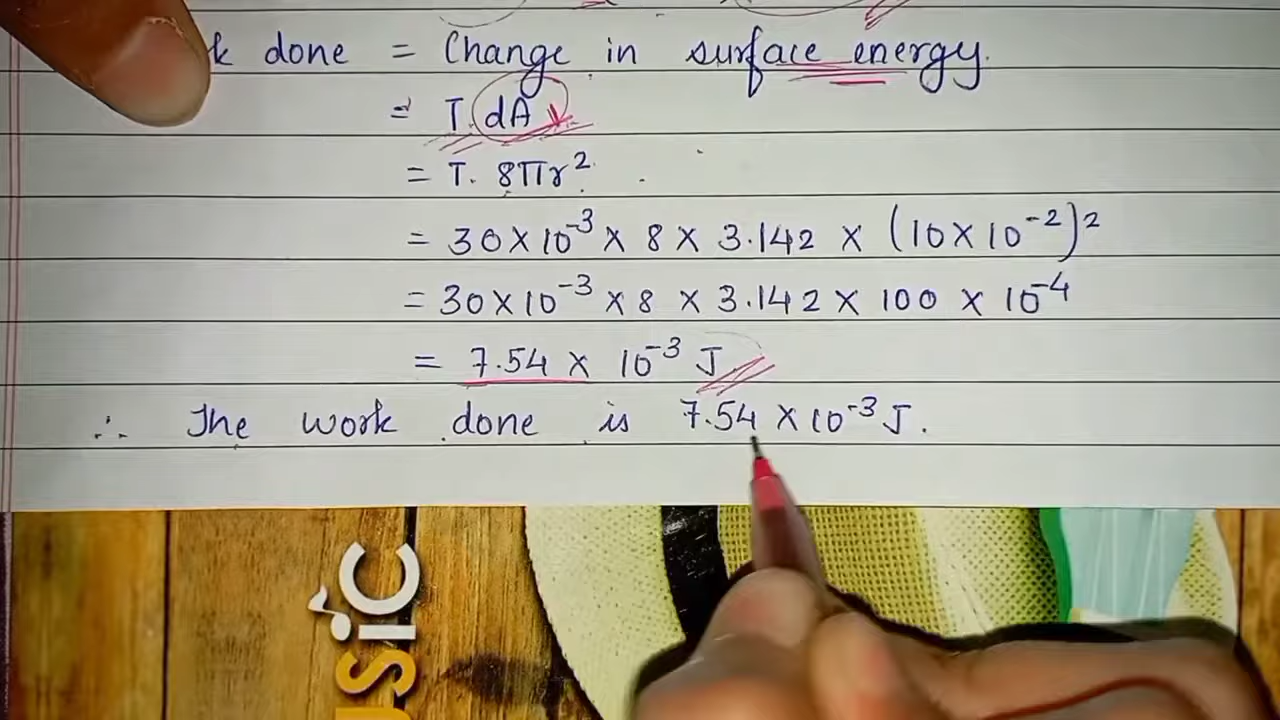 k done = Change in surface energy.
= T. dA
= T. 8πr²
= 30 × 10⁻³ × 8 × 3.142 × (10 × 10⁻²)²
= 30 × 10⁻³ × 8 × 3.142 × 100 × 10⁻⁴
= 7.54 × 10⁻³ J
∴ The work done is 7.54 × 10⁻³ J.
USIC